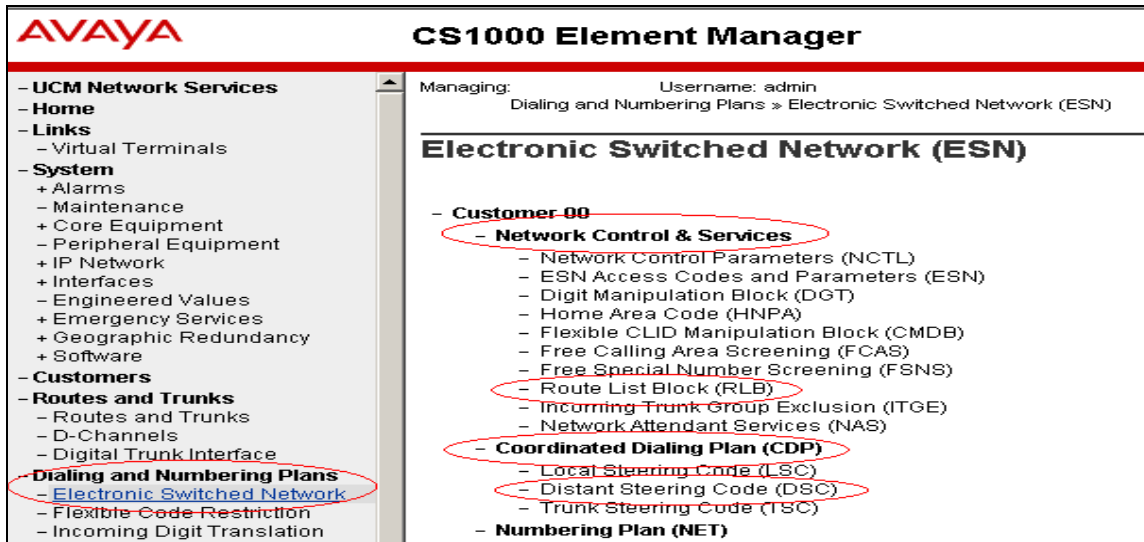 AVAYA
CS1000 Element Manager
– UCM Network Services
– Home
– Links
– Virtual Terminals
– System
+ Alarms
– Maintenance
+ Core Equipment
– Peripheral Equipment
+ IP Network
+ Interfaces
– Engineered Values
+ Emergency Services
+ Geographic Redundancy
+ Software
– Customers
– Routes and Trunks
– Routes and Trunks
– D-Channels
– Digital Trunk Interface
– Dialing and Numbering Plans
– Electronic Switched Network
– Flexible Code Restriction
– Incoming Digit Translation
Managing: Username: admin
Dialing and Numbering Plans » Electronic Switched Network (ESN)
Electronic Switched Network (ESN)
– Customer 00
– Network Control & Services
– Network Control Parameters (NCTL)
– ESN Access Codes and Parameters (ESN)
– Digit Manipulation Block (DGT)
– Home Area Code (HNPA)
– Flexible CLID Manipulation Block (CMDB)
– Free Calling Area Screening (FCAS)
– Free Special Number Screening (FSNS)
– Route List Block (RLB)
– Incoming Trunk Group Exclusion (ITGE)
– Network Attendant Services (NAS)
– Coordinated Dialing Plan (CDP)
– Local Steering Code (LSC)
– Distant Steering Code (DSC)
– Trunk Steering Code (TSC)
– Numbering Plan (NET)